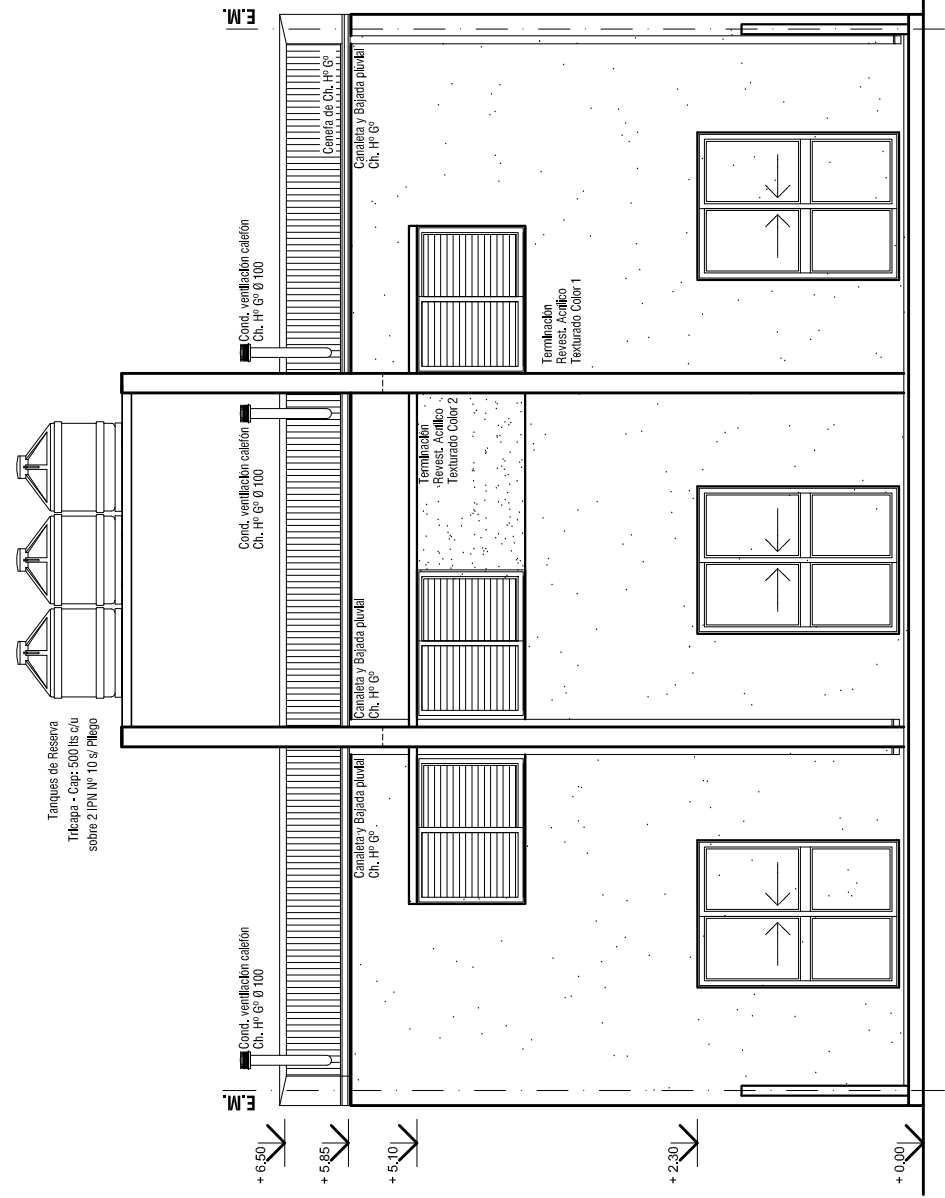 Tanques de Reserva
Tricapa - Cap: 500 lts c/u
sobre 2 IPN Nº 10 s/ Pliego
E.M.
E.M.
Cond. ventilación calefón
Ch. Hº Gº Ø 100
Cond. ventilación calefón
Ch. Hº Gº Ø 100
Cond. ventilación calefón
Ch. Hº Gº Ø 100
Cenefa de Ch. Hº Gº
Canaleta y Bajada pluvial
Ch. Hº Gº
Canaleta y Bajada pluvial
Ch. Hº Gº
Canaleta y Bajada pluvial
Ch. Hº Gº
Terminación
Revest. Acrílico
Texturado Color 2
Terminación
Revest. Acrílico
Texturado Color 1
+ 6.50
+ 5.85
+ 5.10
+ 2.30
+ 0.00